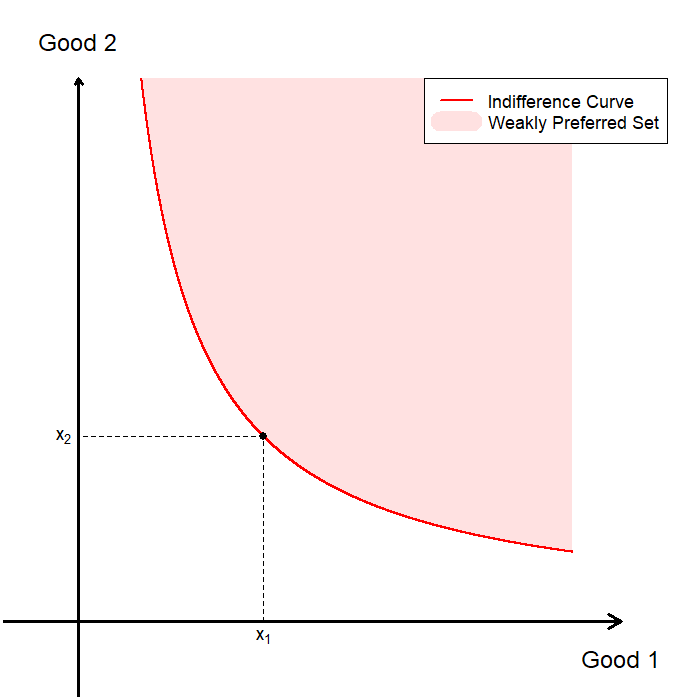 Good 2
Indifference Curve
Weakly Preferred Set
x₂
x₁
Good 1